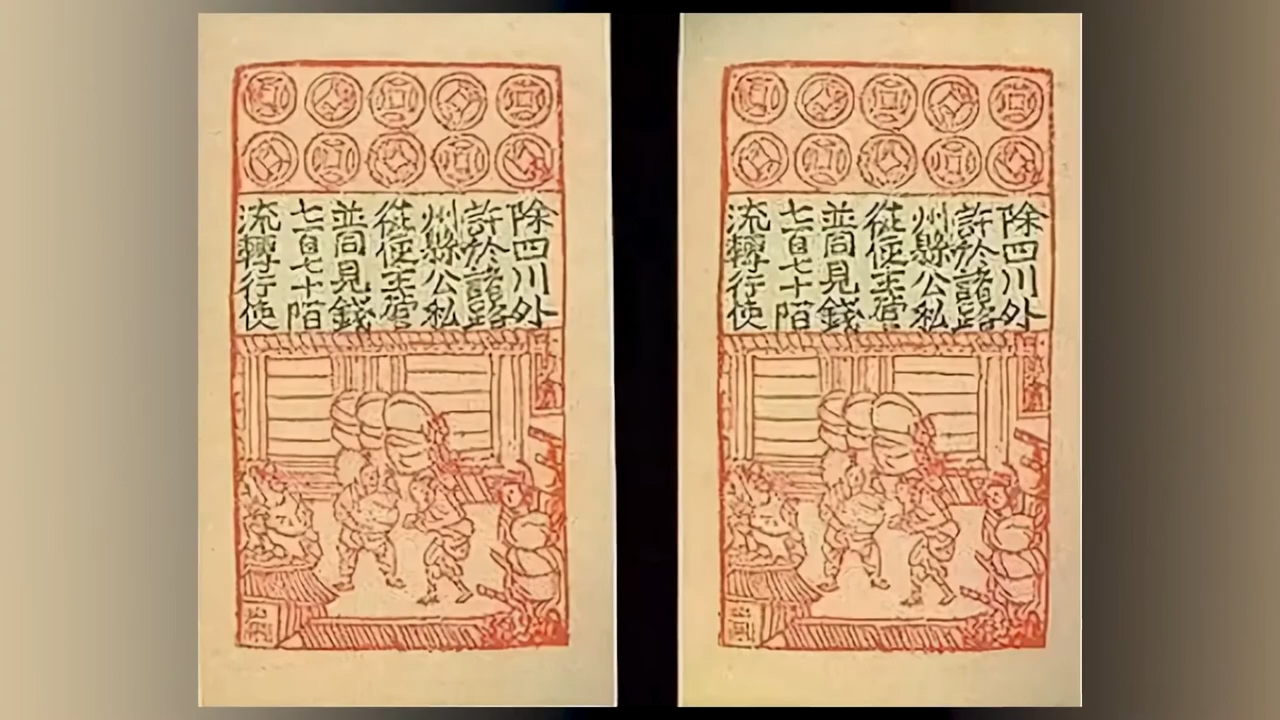 除四川外
許於諸路
州縣公私
從便主管
並同見錢
七百七十陌
流轉行使
除四川外
許於諸路
州縣公私
從便主管
並同見錢
七百七十陌
流轉行使